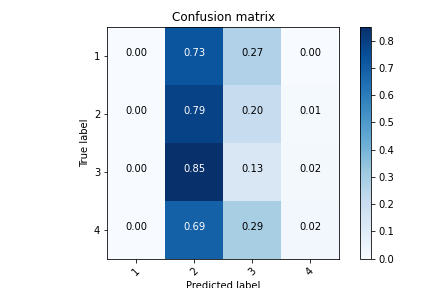 Confusion matrix
1 0.00 0.73 0.27 0.00
2 0.00 0.79 0.20 0.01
3 0.00 0.85 0.13 0.02
4 0.00 0.69 0.29 0.02
1 2 3 4
True label
Predicted label
0.8
0.7
0.6
0.5
0.4
0.3
0.2
0.1
0.0